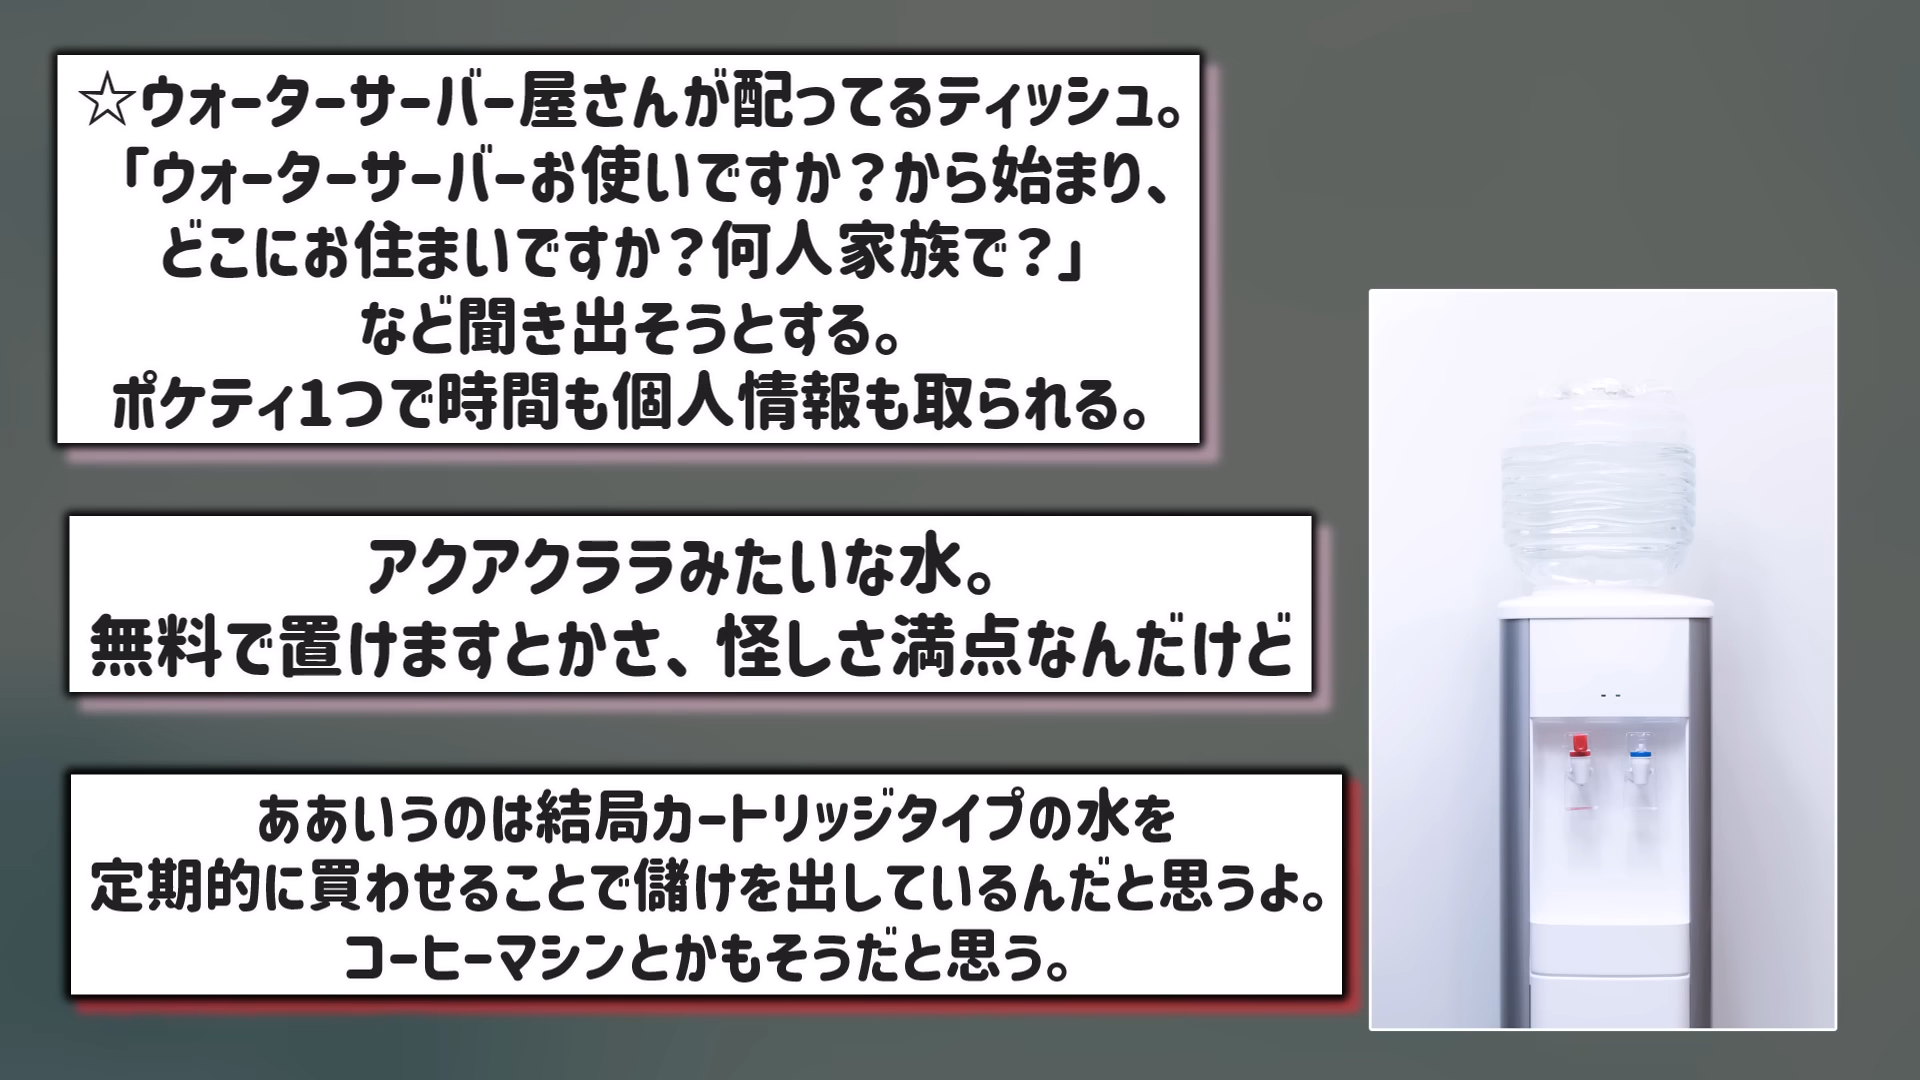 ☆ウォーターサーバー屋さんが配ってるティッシュ。
「ウォーターサーバーお使いですか？から始まり、
どこにお住まいですか？何人家族で？」
など聞き出そうとする。
ポケティ1つで時間も個人情報も取られる。
アクアクララみたいな水。
無料で置けますとかさ、怪しさ満点なんだけど
ああいうのは結局カートリッジタイプの水を
定期的に買わせることで儲けを出しているんだと思うよ。
コーヒーマシンとかもそうだと思う。